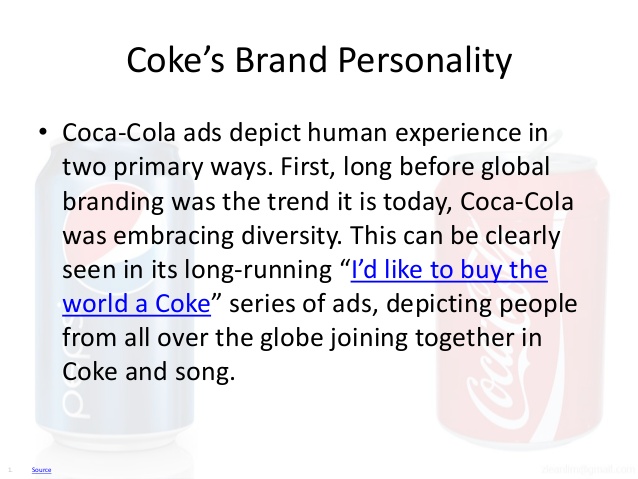 Coke’s Brand Personality
• Coca-Cola ads depict human experience in
two primary ways. First, long before global
branding was the trend it is today, Coca-Cola
was embracing diversity. This can be clearly
seen in its long-running “I’d like to buy the
world a Coke” series of ads, depicting people
from all over the globe joining together in
Coke and song.
pepsi
Coca-Cola
1. Source